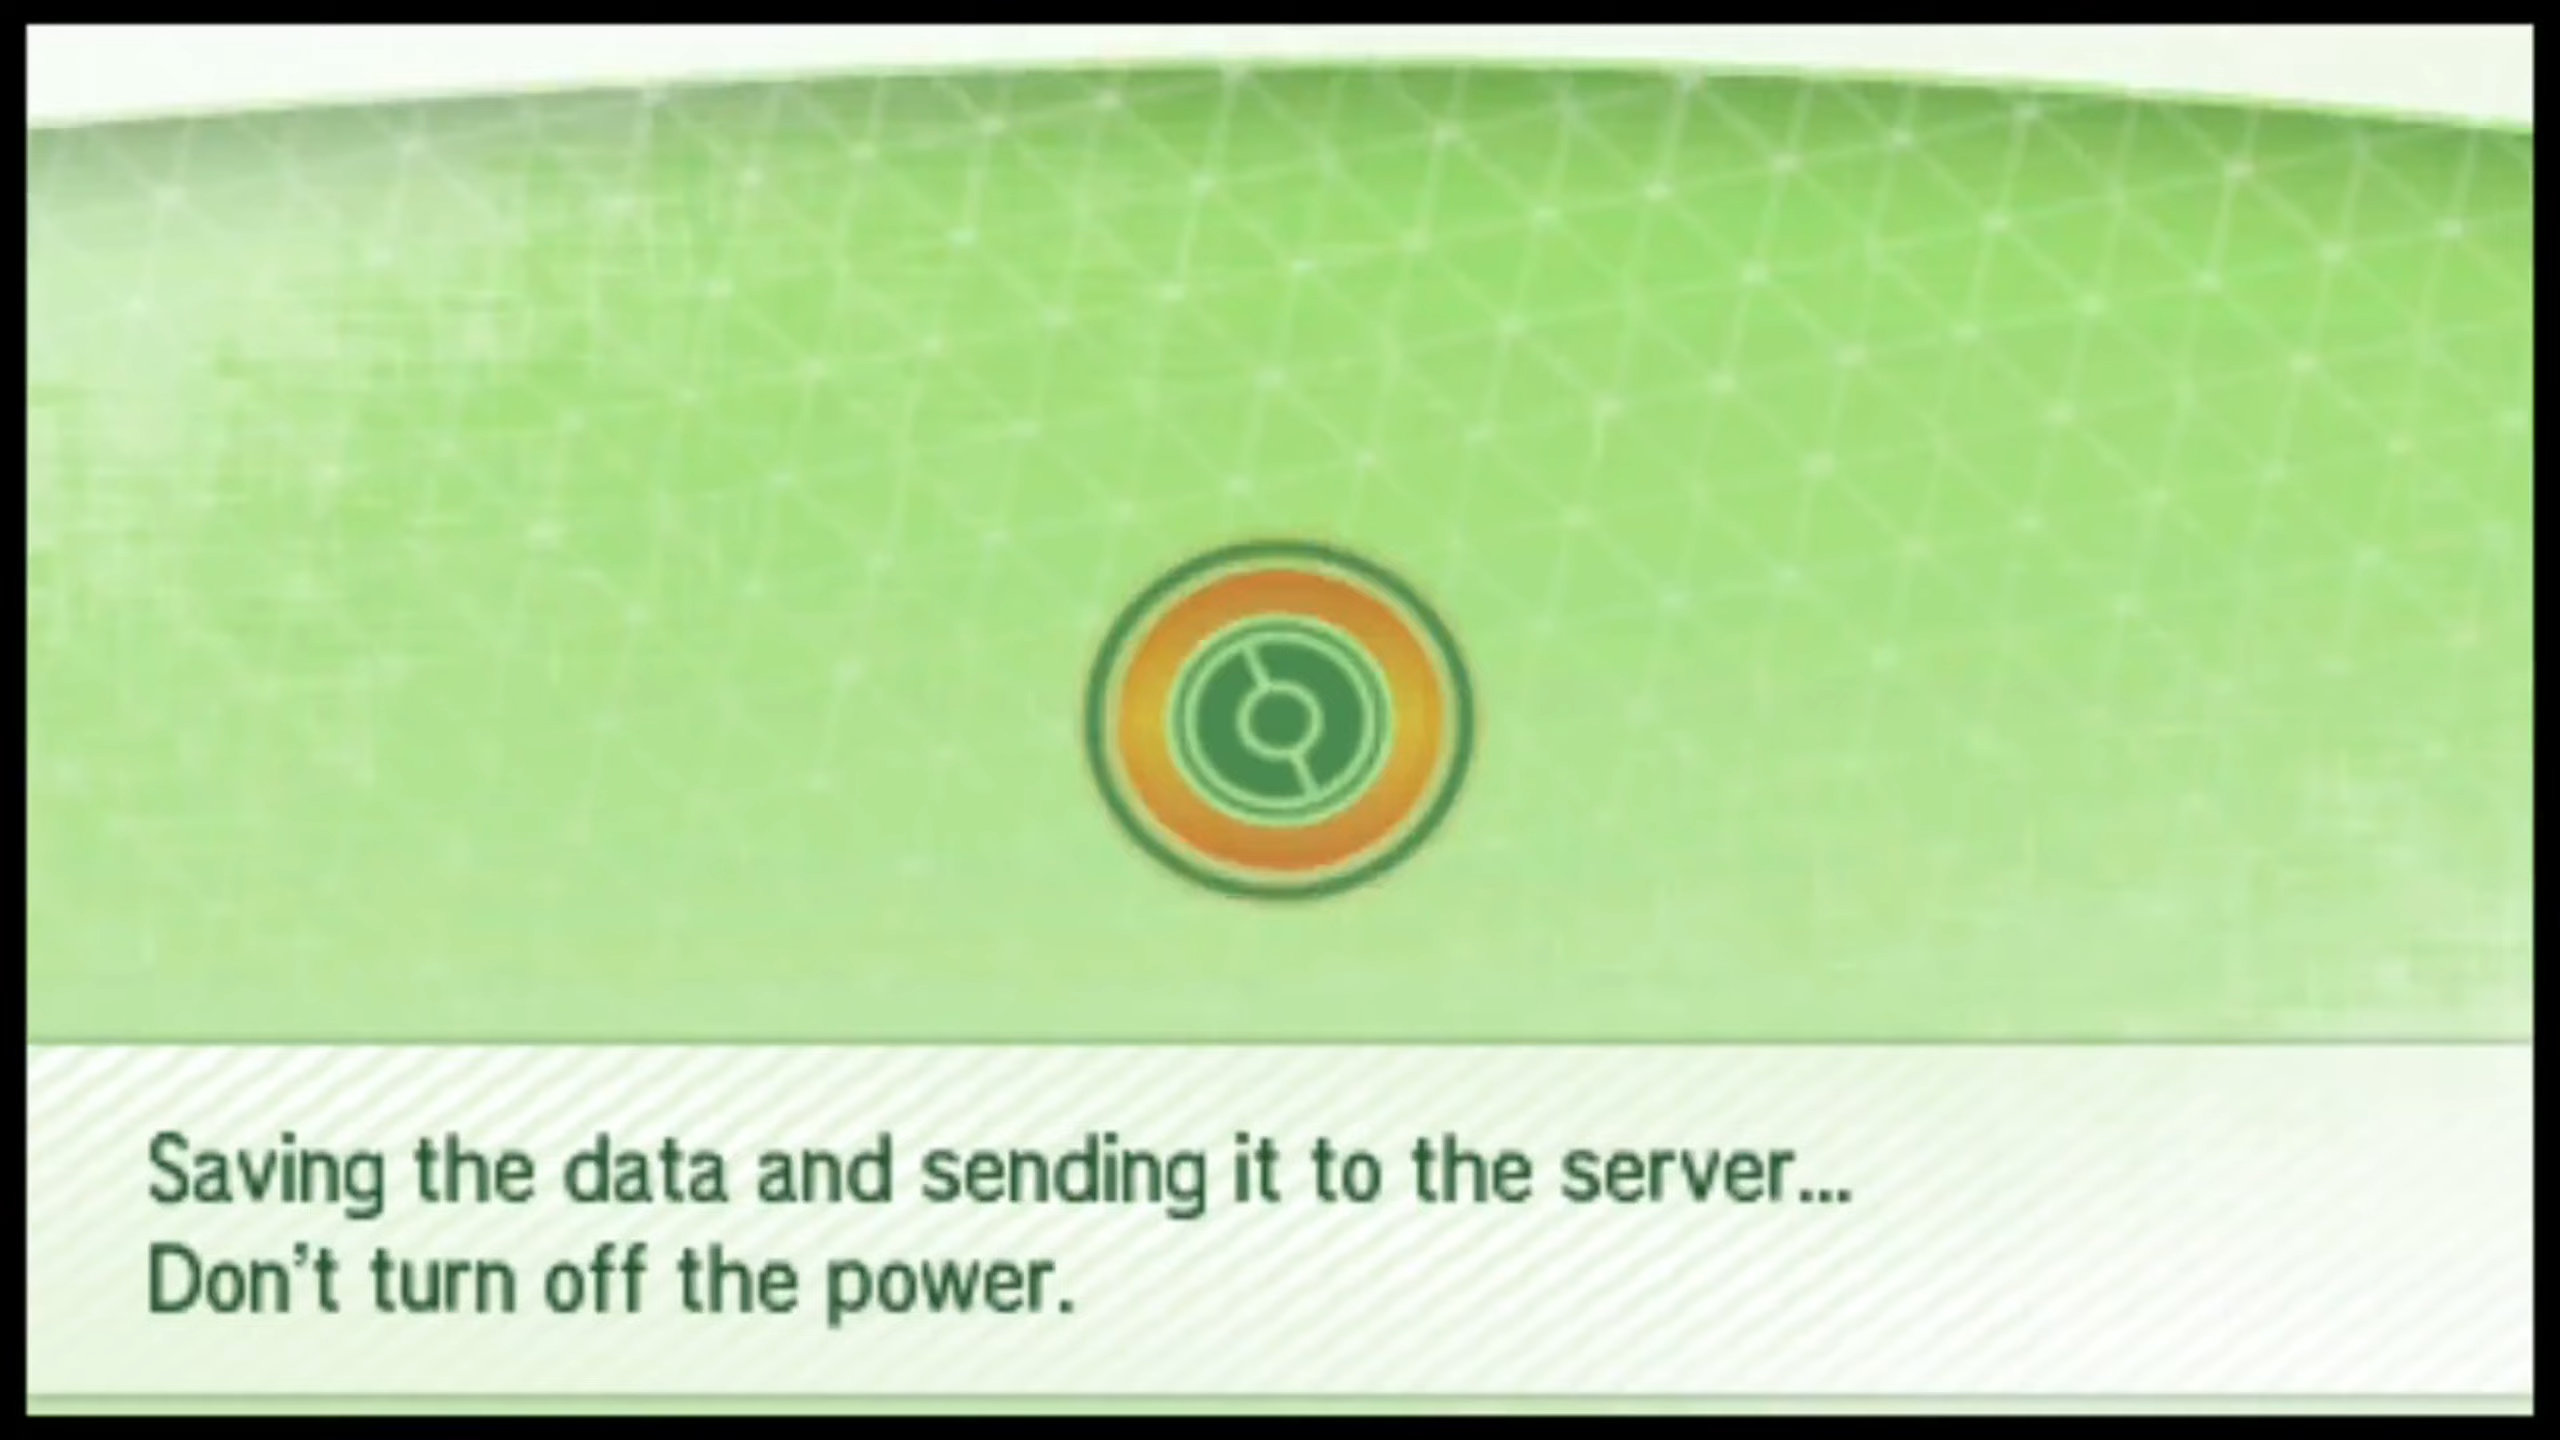 Saving the data and sending it to the server...
Don't turn off the power.